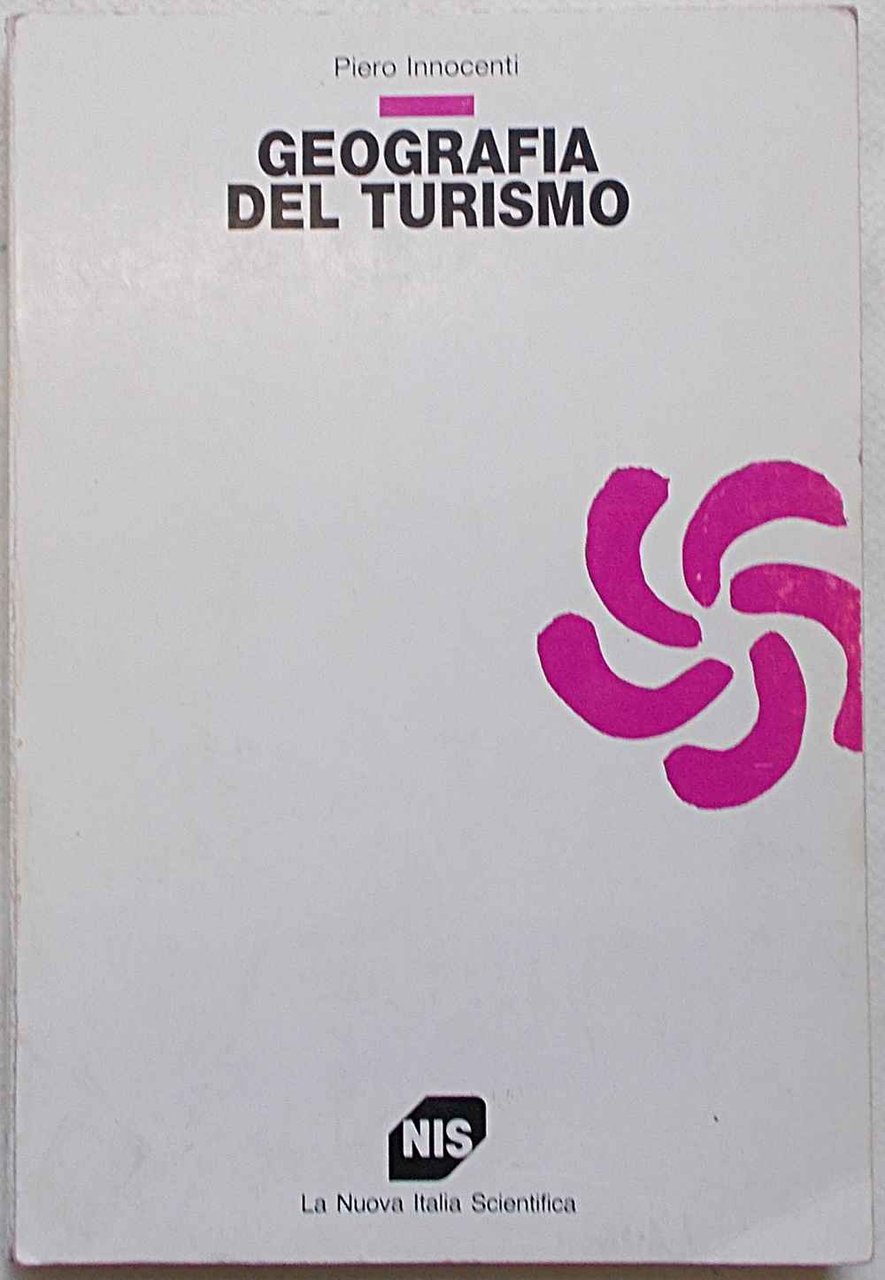 Piero Innocenti
GEOGRAFIA
DEL TURISMO
NIS
La Nuova Italia Scientifica